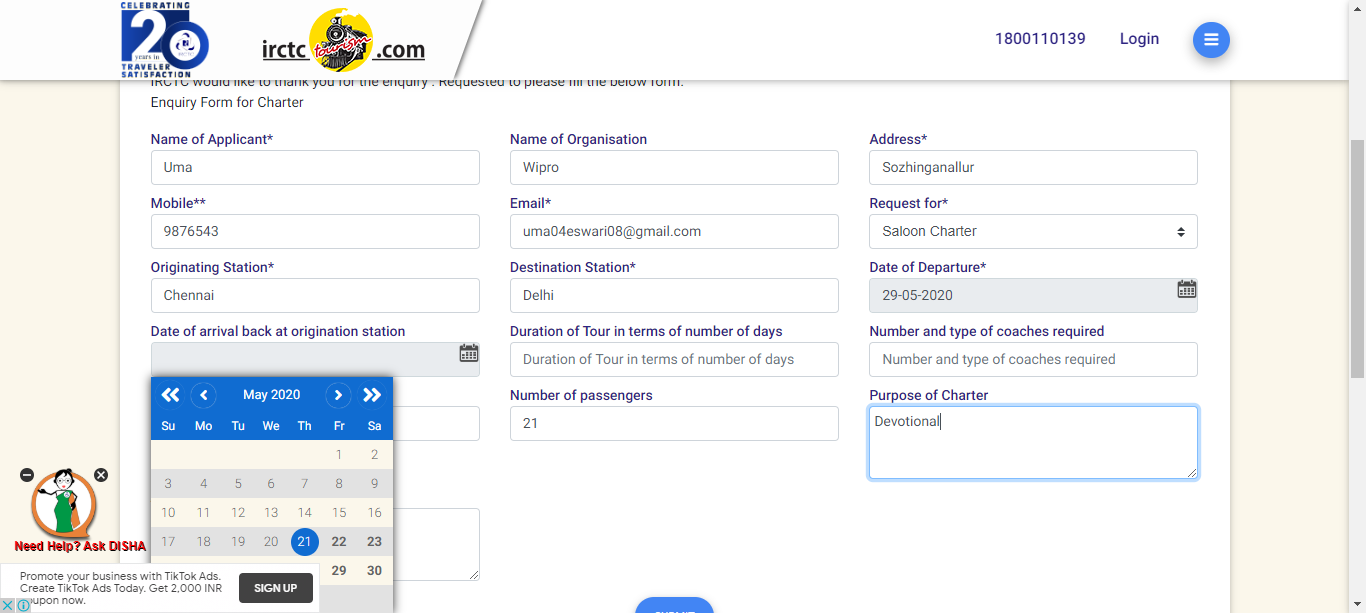 CELEBRATING
20
years in
TRAVELER
SATISFACTION
irctc tourism .com
1800110139
Login
IRCTC would like to thank you for the enquiry . Requested to please fill the below form.
Enquiry Form for Charter
Name of Applicant* Name of Organisation Address*
Uma Wipro Sozhinganallur
Mobile** Email* Request for*
9876543 uma04eswari08@gmail.com Saloon Charter
Originating Station* Destination Station* Date of Departure*
Chennai Delhi 29-05-2020
Date of arrival back at origination station Duration of Tour in terms of number of days Number and type of coaches required
Duration of Tour in terms of number of days Number and type of coaches required
May 2020
Su Mo Tu We Th Fr Sa
1 2
3 4 5 6 7 8 9
10 11 12 13 14 15 16
17 18 19 20 21 22 23
29 30
Number of passengers Purpose of Charter
21 Devotional
Need Help? Ask DISHA
Promote your business with TikTok Ads.
Create TikTok Ads Today. Get 2,000 INR
coupon now.
SIGN UP